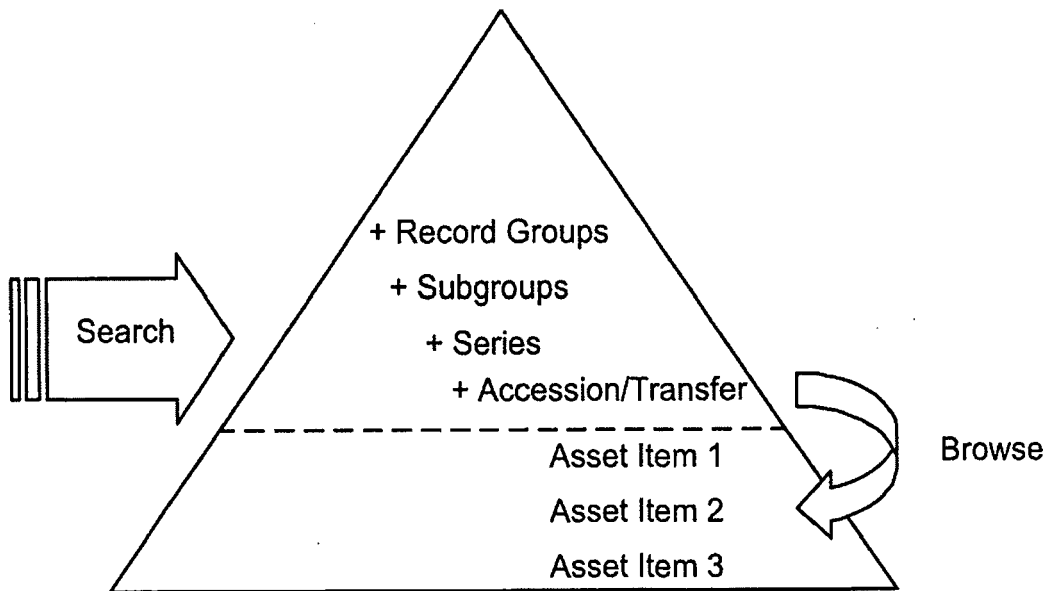 + Record Groups
+ Subgroups
Search
+ Series
+ Accession/Transfer
Asset Item 1
Browse
Asset Item 2
Asset Item 3